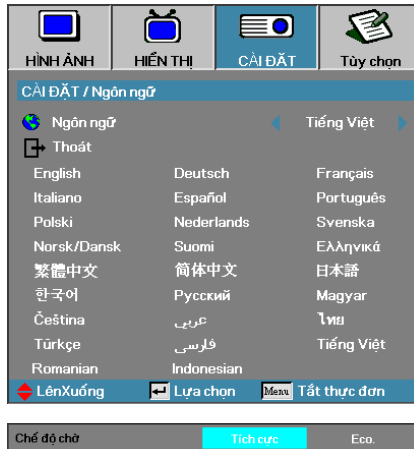 HÌNH ẢNH HIỂN THỊ CÀI ĐẶT Tùy chọn
CÀI ĐẶT / Ngôn ngữ
Ngôn ngữ Tiếng Việt
Thoát
English Deutsch Français
Italiano Español Português
Polski Nederlands Svenska
Norsk/Dansk Suomi Ελληνικά
繁體中文 简体中文 日本語
한국어 Русский Magyar
Čeština عربي ไทย
Türkçe فارسی Tiếng Việt
Romanian Indonesian
LênXuống Lựa chọn Menu Tắt thực đơn
Chế độ chờ Tích cực Eco.